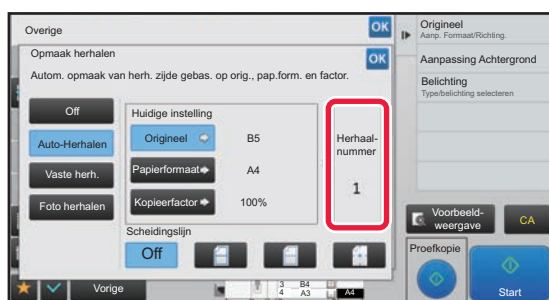 Overige
OK
Opmaak herhalen
OK
Autom. opmaak van herh. zijde gebas. op orig., pap.form. en factor.
Off
Auto-Herhalen
Vaste herh.
Foto herhalen
Huidige instelling
Origineel
B5
Papierformaat
A4
Kopieerfactor
100%
Herhaal-
nummer
1
Scheidingslijn
Off
Vorige
3 B4
4 A3
A4
Origineel
Aanp. Formaat/Richting.
Aanpassing Achtergrond
Belichting
Type/belichting selecteren
Voorbeeld-
weergave
CA
Proefkopie
Start